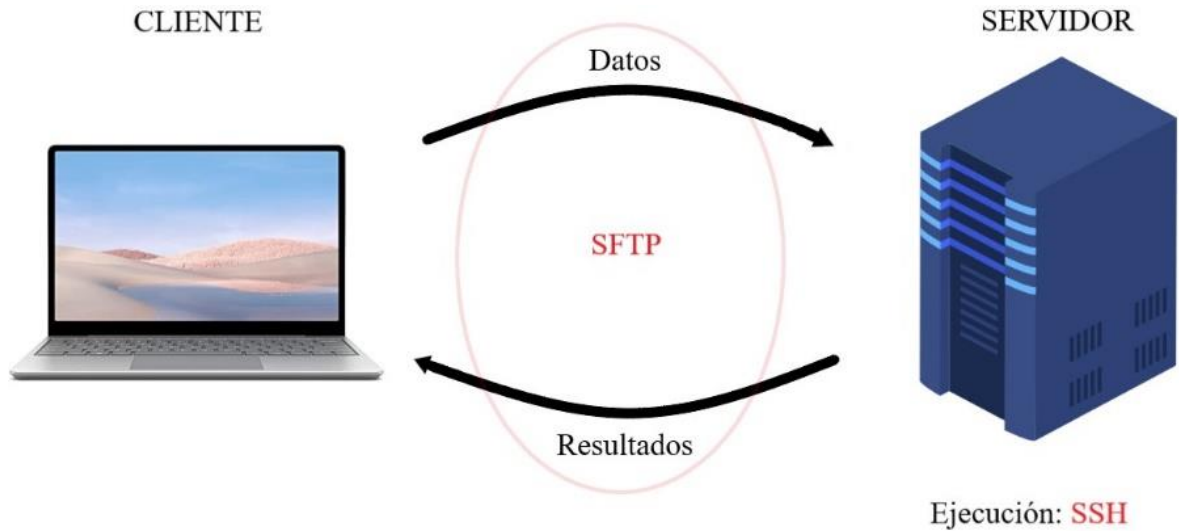 CLIENTE
SERVIDOR
Datos
SFTP
Resultados
Ejecución: SSH